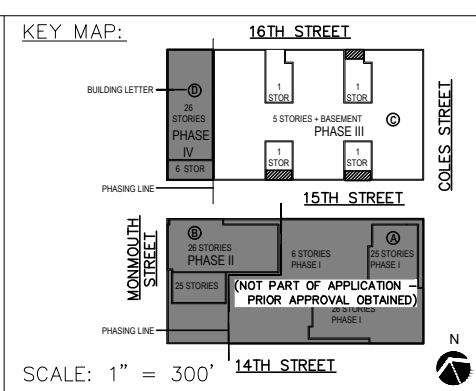 KEY MAP:
16TH STREET
BUILDING LETTER
D
26
STORIES
PHASE
IV
6 STOR
1
STOR
1
STOR
5 STORIES + BASEMENT
PHASE III
C
1
STOR
1
STOR
COLES STREET
PHASING LINE
15TH STREET
MONMOUTH
STREET
B
26 STORIES
PHASE II
25 STORIES
6 STORIES
PHASE I
A
25 STORIES
PHASE I
(NOT PART OF APPLICATION -
PRIOR APPROVAL OBTAINED)
26 STORIES
PHASE I
PHASING LINE
14TH STREET
N
SCALE: 1" = 300'